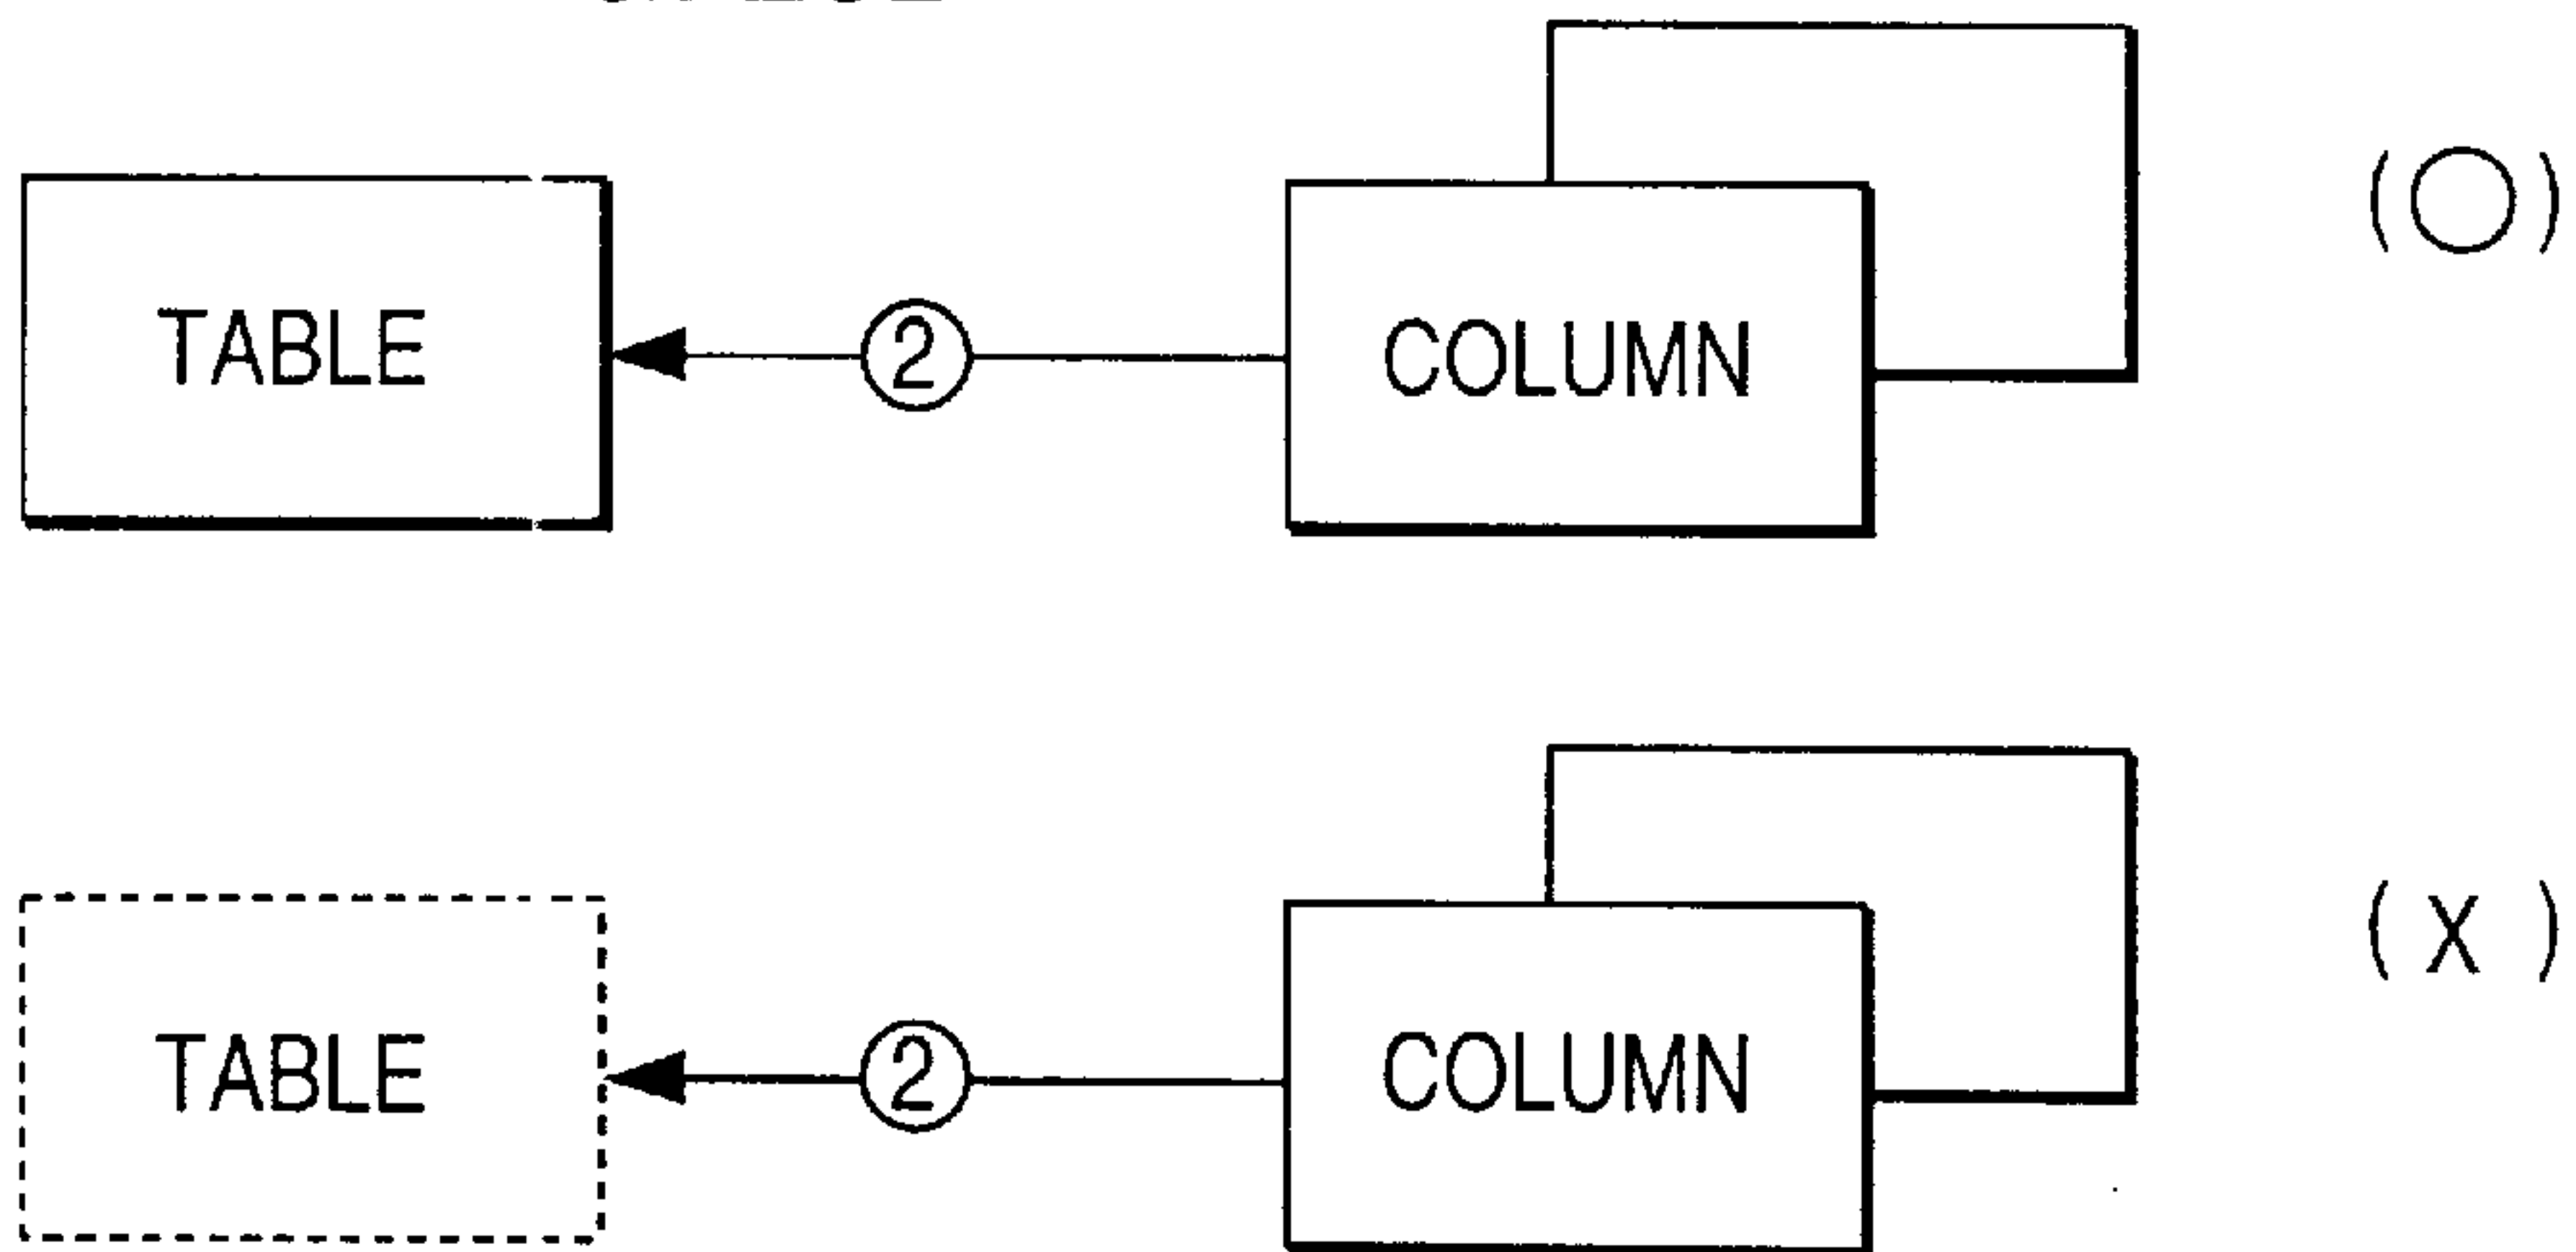 TABLE ② COLUMN (○)
TABLE ② COLUMN (X)